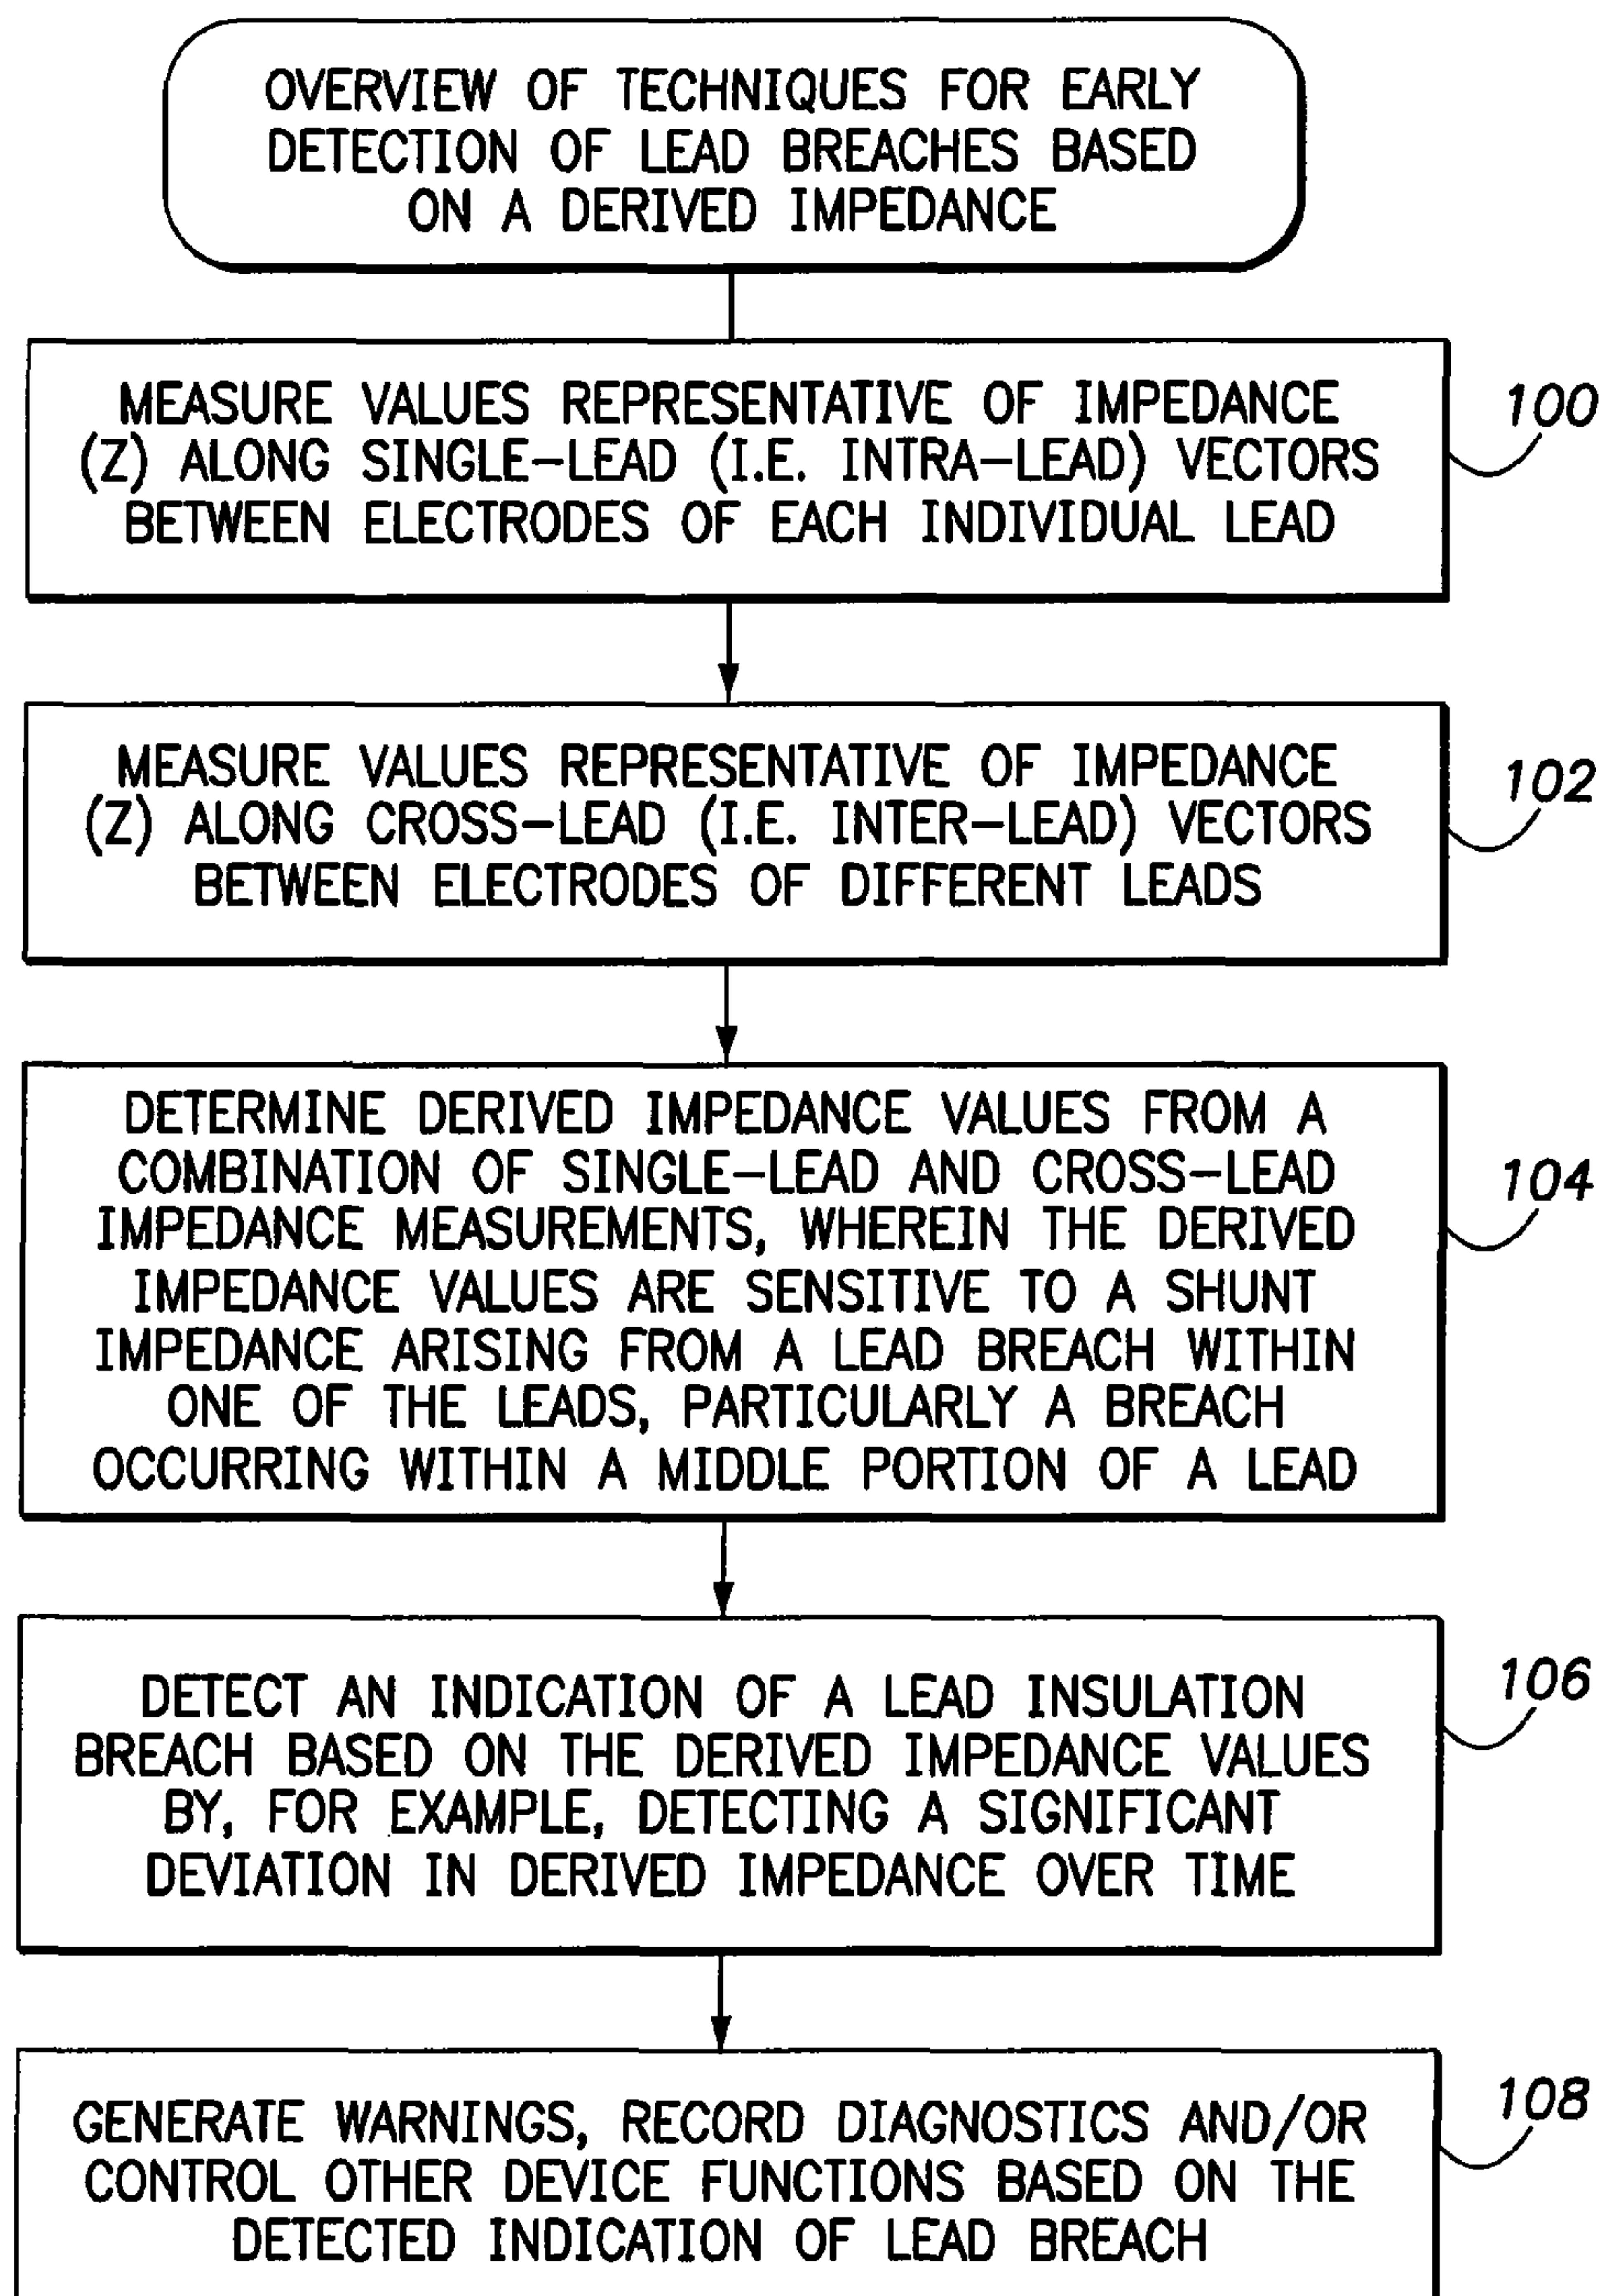 OVERVIEW OF TECHNIQUES FOR EARLY
DETECTION OF LEAD BREACHES BASED
ON A DERIVED IMPEDANCE
MEASURE VALUES REPRESENTATIVE OF IMPEDANCE
(Z) ALONG SINGLE-LEAD (I.E. INTRA-LEAD) VECTORS
BETWEEN ELECTRODES OF EACH INDIVIDUAL LEAD
100
MEASURE VALUES REPRESENTATIVE OF IMPEDANCE
(Z) ALONG CROSS-LEAD (I.E. INTER-LEAD) VECTORS
BETWEEN ELECTRODES OF DIFFERENT LEADS
102
DETERMINE DERIVED IMPEDANCE VALUES FROM A
COMBINATION OF SINGLE-LEAD AND CROSS-LEAD
IMPEDANCE MEASUREMENTS, WHEREIN THE DERIVED
IMPEDANCE VALUES ARE SENSITIVE TO A SHUNT
IMPEDANCE ARISING FROM A LEAD BREACH WITHIN
ONE OF THE LEADS, PARTICULARLY A BREACH
OCCURRING WITHIN A MIDDLE PORTION OF A LEAD
104
DETECT AN INDICATION OF A LEAD INSULATION
BREACH BASED ON THE DERIVED IMPEDANCE VALUES
BY, FOR EXAMPLE, DETECTING A SIGNIFICANT
DEVIATION IN DERIVED IMPEDANCE OVER TIME
106
GENERATE WARNINGS, RECORD DIAGNOSTICS AND/OR
CONTROL OTHER DEVICE FUNCTIONS BASED ON THE
DETECTED INDICATION OF LEAD BREACH
108